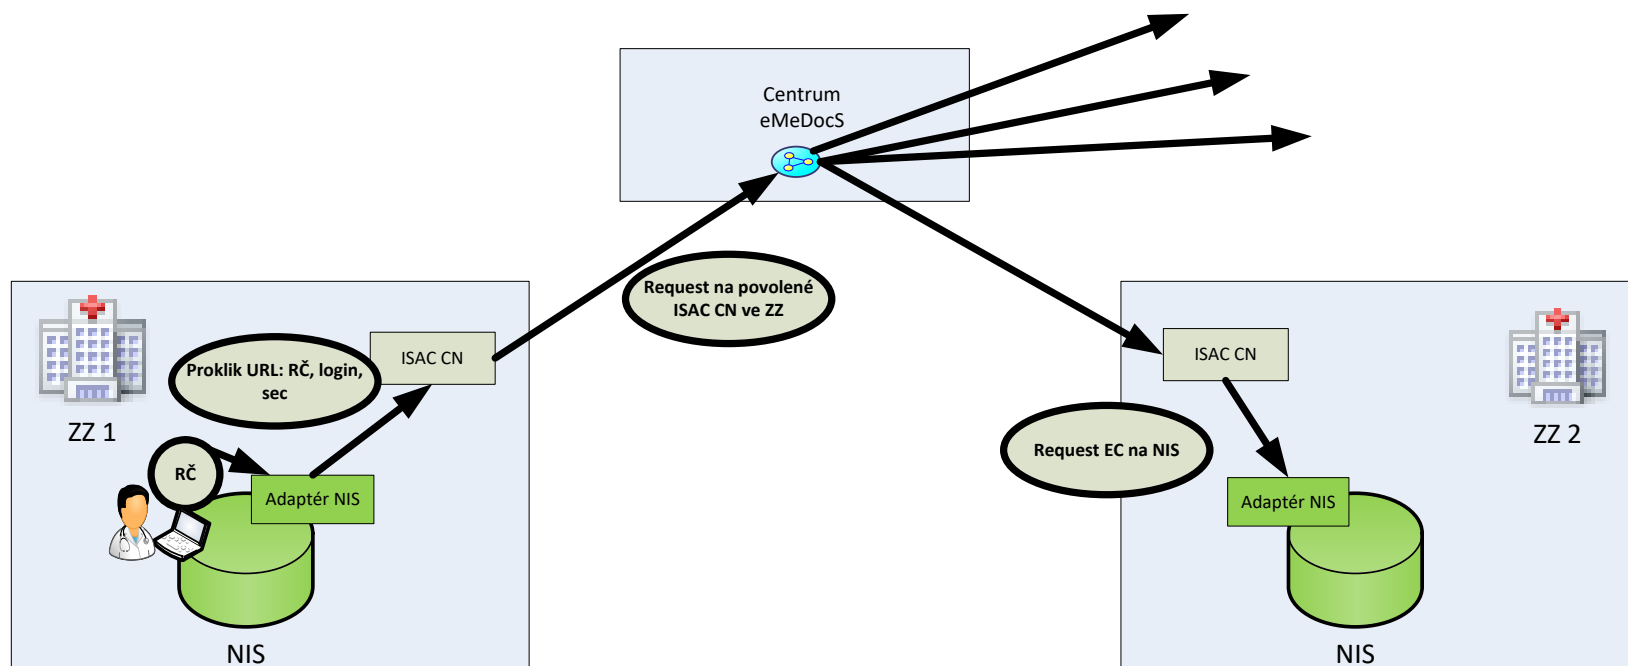 Centrum
eMeDocS
Request na povolené
ISAC CN ve ZZ
ISAC CN
Proklik URL: RČ, login,
sec
ZZ 1
RČ
Adaptér NIS
NIS
ISAC CN
ZZ 2
Request EC na NIS
Adaptér NIS
NIS